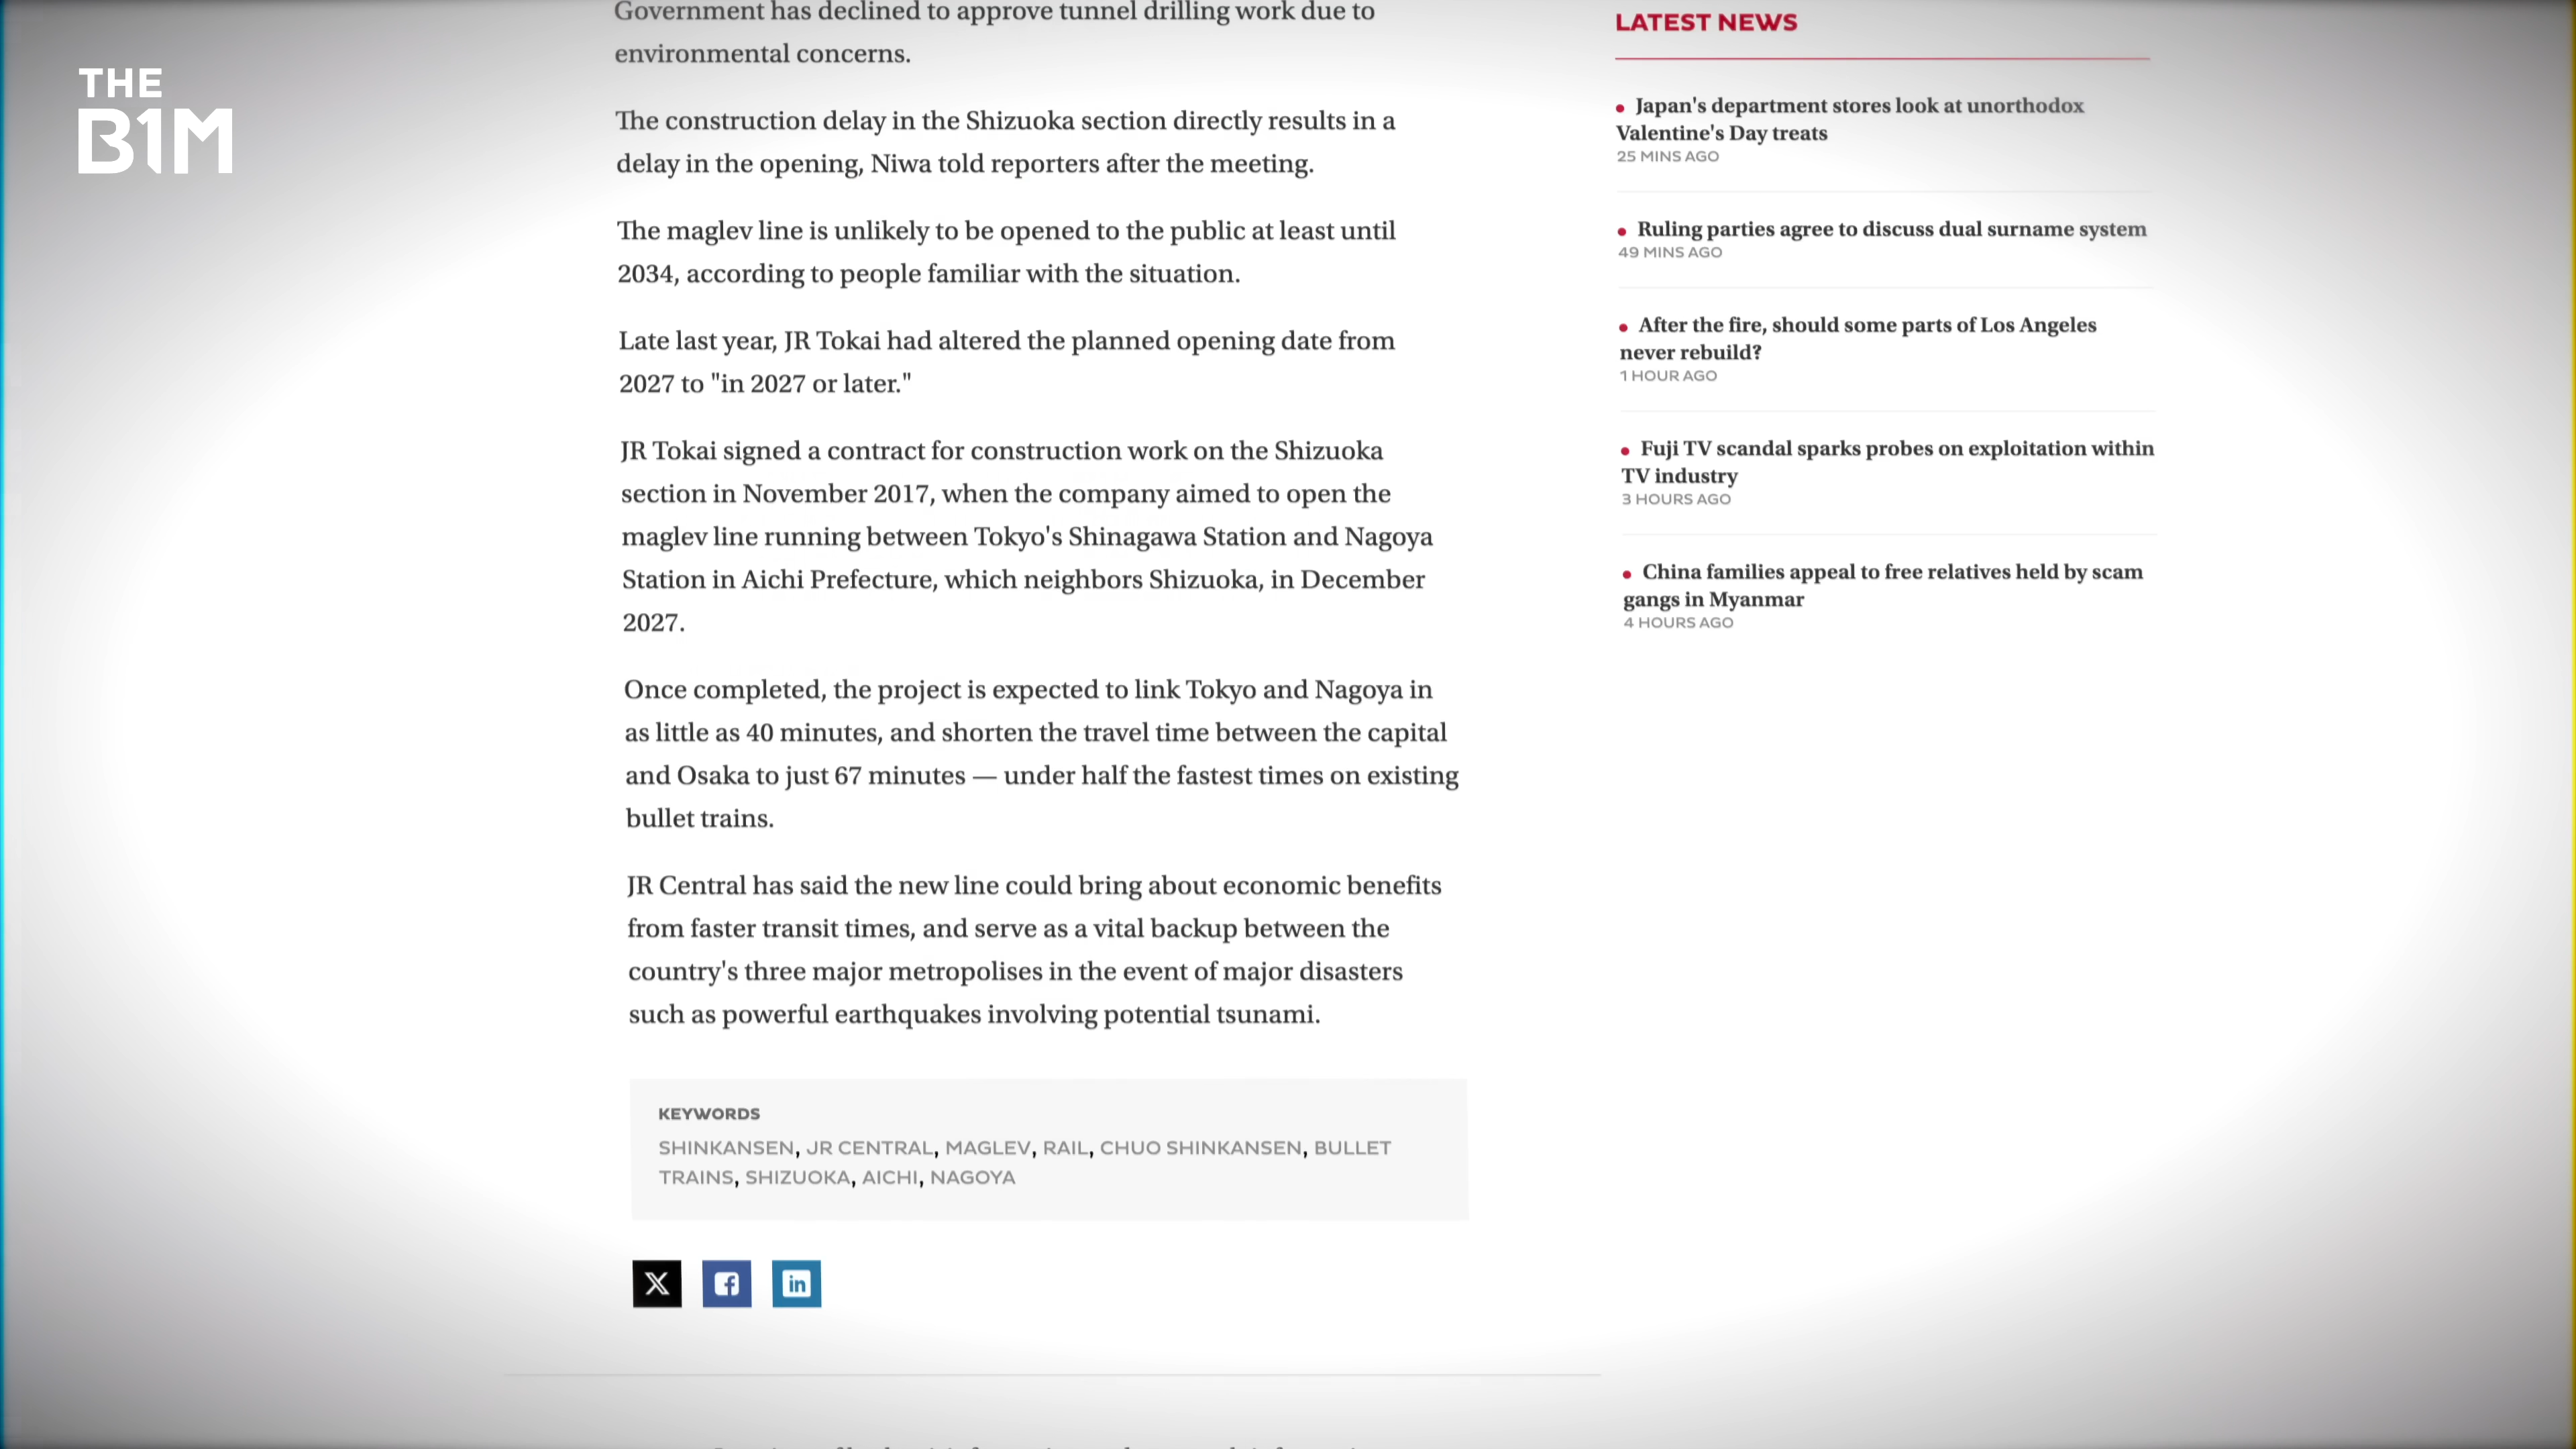 THE
B1M
Government has declined to approve tunnel drilling work due to
environmental concerns.
The construction delay in the Shizuoka section directly results in a
delay in the opening, Niwa told reporters after the meeting.
The maglev line is unlikely to be opened to the public at least until
2034, according to people familiar with the situation.
Late last year, JR Tokai had altered the planned opening date from
2027 to "in 2027 or later."
JR Tokai signed a contract for construction work on the Shizuoka
section in November 2017, when the company aimed to open the
maglev line running between Tokyo's Shinagawa Station and Nagoya
Station in Aichi Prefecture, which neighbors Shizuoka, in December
2027.
Once completed, the project is expected to link Tokyo and Nagoya in
as little as 40 minutes, and shorten the travel time between the capital
and Osaka to just 67 minutes — under half the fastest times on existing
bullet trains.
JR Central has said the new line could bring about economic benefits
from faster transit times, and serve as a vital backup between the
country's three major metropolises in the event of major disasters
such as powerful earthquakes involving potential tsunami.
KEYWORDS
SHINKANSEN, JR CENTRAL, MAGLEV, RAIL, CHUO SHINKANSEN, BULLET
TRAINS, SHIZUOKA, AICHI, NAGOYA
LATEST NEWS
Japan's department stores look at unorthodox
Valentine's Day treats
25 MINS AGO
Ruling parties agree to discuss dual surname system
49 MINS AGO
After the fire, should some parts of Los Angeles
never rebuild?
1 HOUR AGO
Fuji TV scandal sparks probes on exploitation within
TV industry
3 HOURS AGO
China families appeal to free relatives held by scam
gangs in Myanmar
4 HOURS AGO